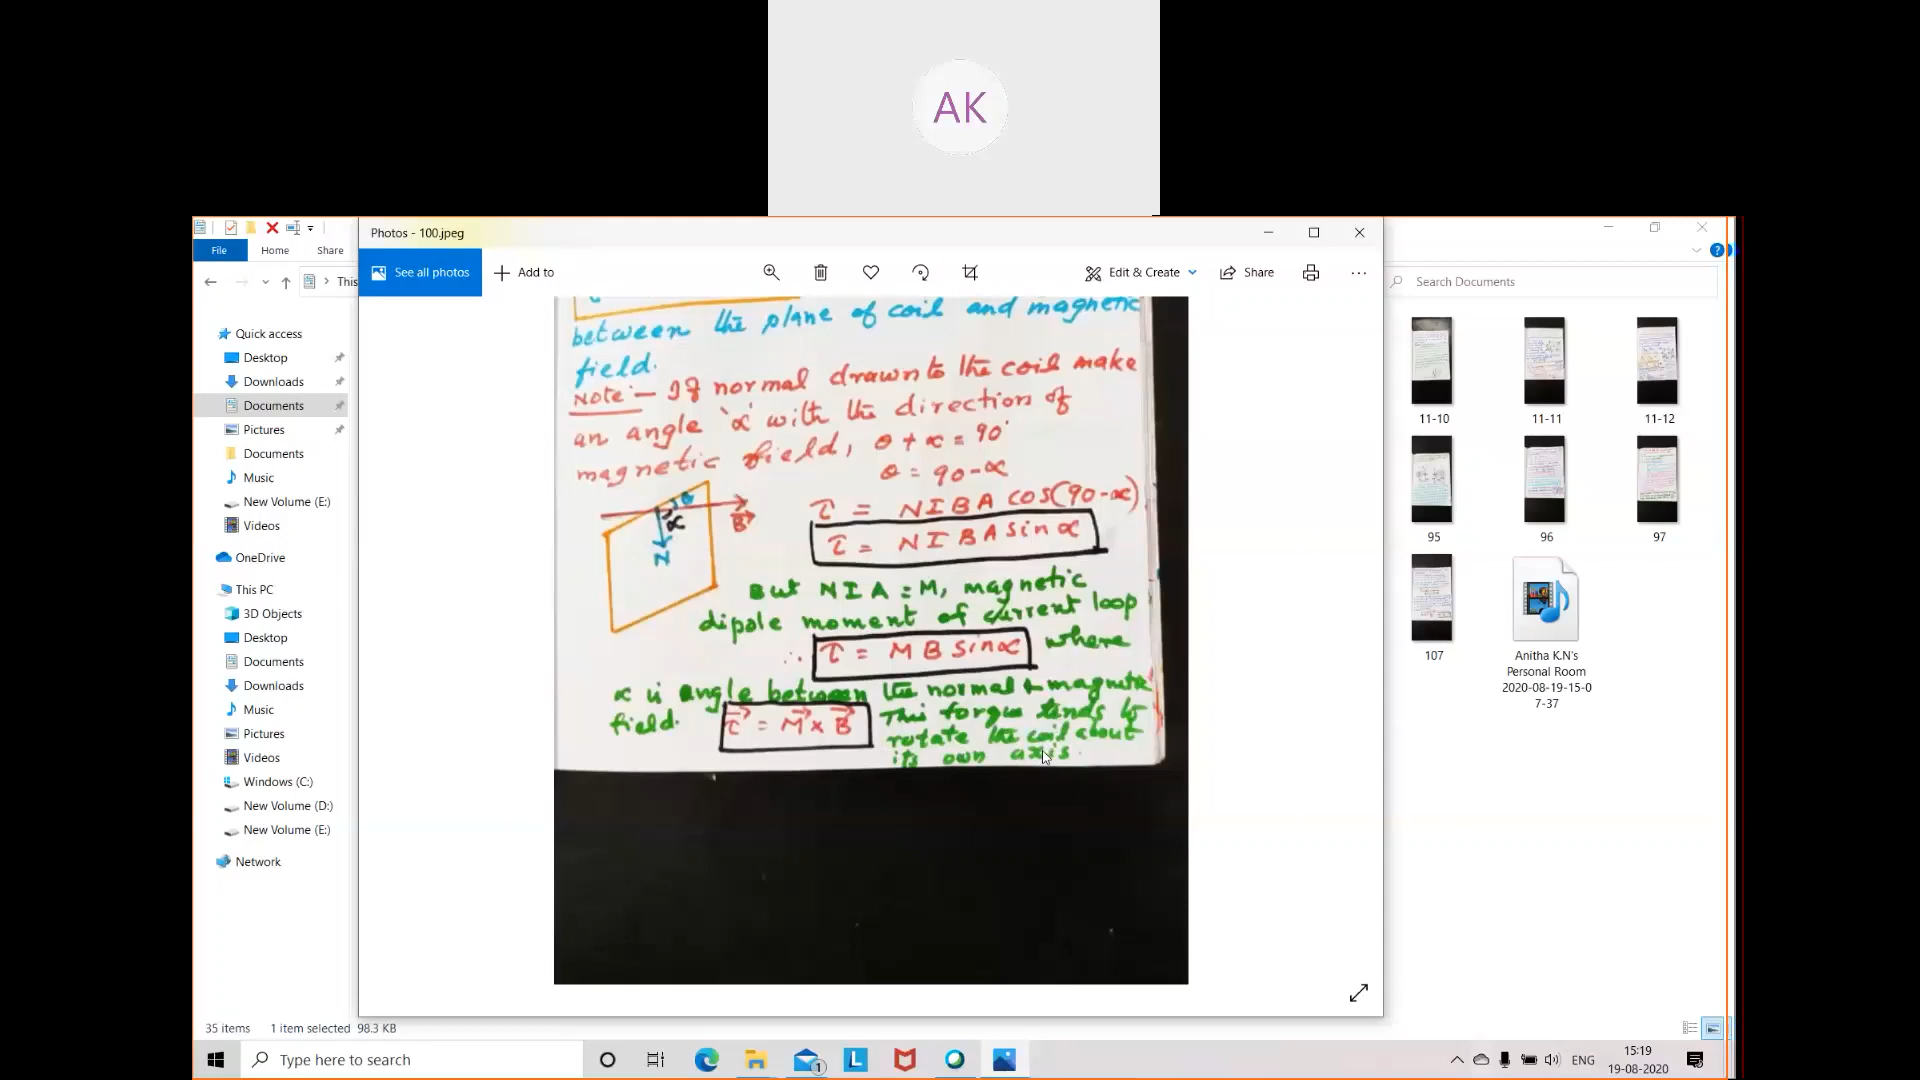 AK
Photos - 100.jpeg
File
Home
Share
See all photos
Add to
Edit & Create
Share
This
Search Documents
Quick access
Desktop
Downloads
Documents
Pictures
Documents
Music
New Volume (E:)
Videos
OneDrive
This PC
3D Objects
Desktop
Documents
Downloads
Music
Pictures
Videos
Windows (C:)
New Volume (D:)
New Volume (E:)
Network
between the plane of coil and magnetic
field.
Note:- If normal drawn to the coil make
an angle 'α' with the direction of
magnetic field, θ + α = 90°
θ = 90-α
τ = NIBA cos(90-α)
τ = NIBA sin α
θ
α
B
N
But NIA = M, magnetic
dipole moment of current loop
∴ τ = M B sinα where
α is angle between the normal & magnetic
field. τ = M × B This torque tends to
rotate the coil about
its own axis.
11-10
11-11
11-12
95
96
97
107
Anitha K.N's
Personal Room
2020-08-19-15-0
7-37
35 items
1 item selected
98.3 KB
Type here to search
1
L
ENG
15:19
19-08-2020